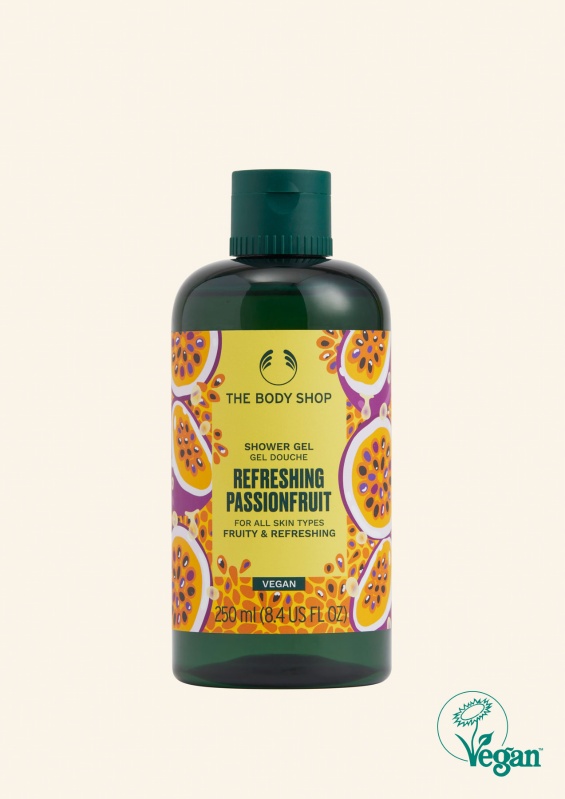 THE BODY SHOP
SHOWER GEL
GEL DOUCHE
REFRESHING
PASSIONFRUIT
FOR ALL SKIN TYPES
FRUITY & REFRESHING
VEGAN
250 ml (8.4 US FL OZ)
Vegan™